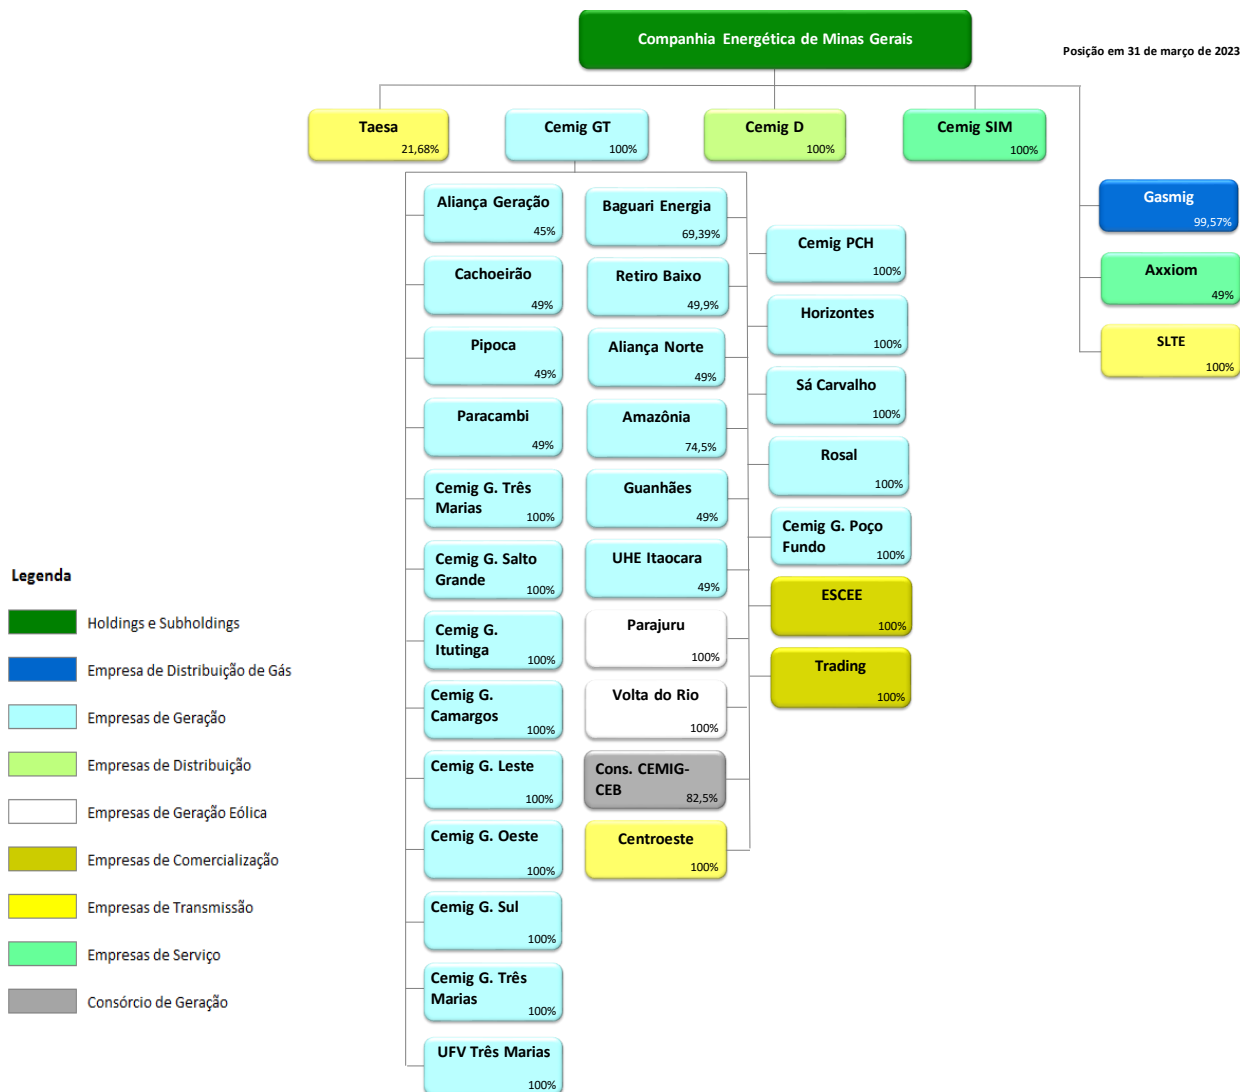 Companhia Energética de Minas Gerais
Posição em 31 de março de 2023
Taesa
21,68%
Cemig GT
100%
Cemig D
100%
Cemig SIM
100%
Gasmig
99,57%
Axxiom
49%
SLTE
100%
Aliança Geração
45%
Cachoeirão
49%
Pipoca
49%
Paracambi
49%
Cemig G. Três
Marias
100%
Cemig G. Salto
Grande
100%
Cemig G.
Itutinga
100%
Cemig G.
Camargos
100%
Cemig G. Leste
100%
Cemig G. Oeste
100%
Cemig G. Sul
100%
Cemig G. Três
Marias
100%
UFV Três Marias
100%
Baguari Energia
69,39%
Retiro Baixo
49,9%
Aliança Norte
49%
Amazônia
74,5%
Guanhães
49%
UHE Itaocara
49%
Parajuru
100%
Volta do Rio
100%
Cons. CEMIG-
CEB
82,5%
Centroeste
100%
Cemig PCH
100%
Horizontes
100%
Sá Carvalho
100%
Rosal
100%
Cemig G. Poço
Fundo
100%
ESCEE
100%
Trading
100%
Legenda
Holdings e Subholdings
Empresa de Distribuição de Gás
Empresas de Geração
Empresas de Distribuição
Empresas de Geração Eólica
Empresas de Comercialização
Empresas de Transmissão
Empresas de Serviço
Consórcio de Geração